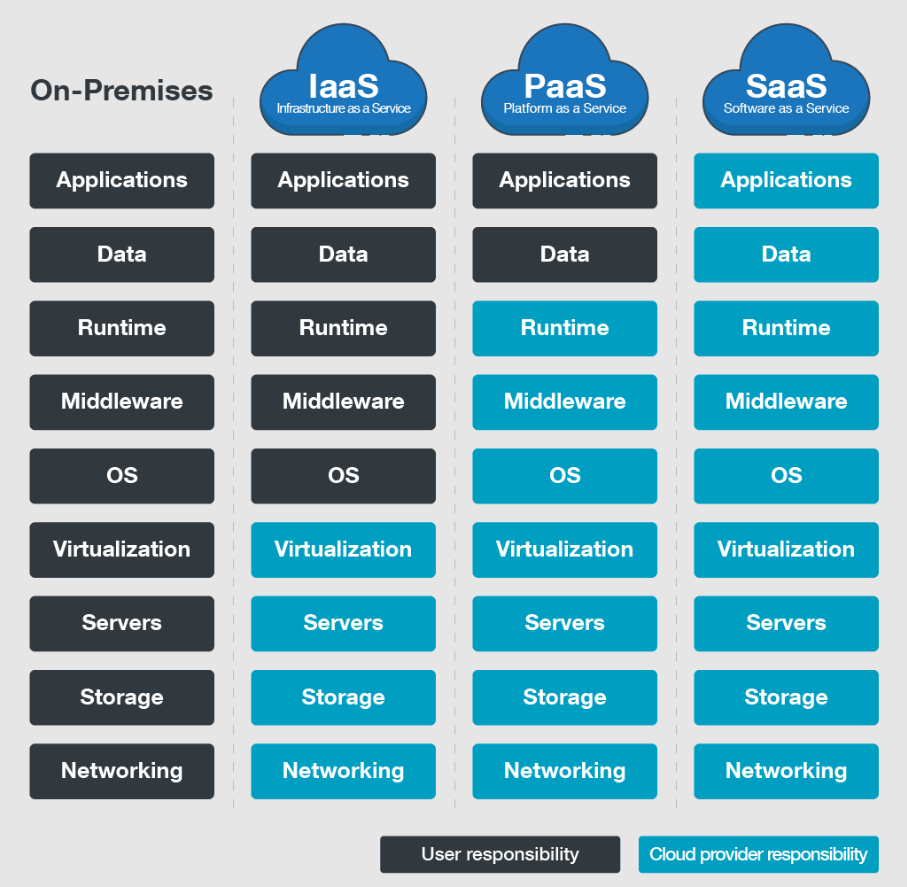 On-Premises
IaaS
Infrastructure as a Service
PaaS
Platform as a Service
SaaS
Software as a Service
Applications Applications Applications Applications
Data Data Data Data
Runtime Runtime Runtime Runtime
Middleware Middleware Middleware Middleware
OS OS OS OS
Virtualization Virtualization Virtualization Virtualization
Servers Servers Servers Servers
Storage Storage Storage Storage
Networking Networking Networking Networking
User responsibility Cloud provider responsibility